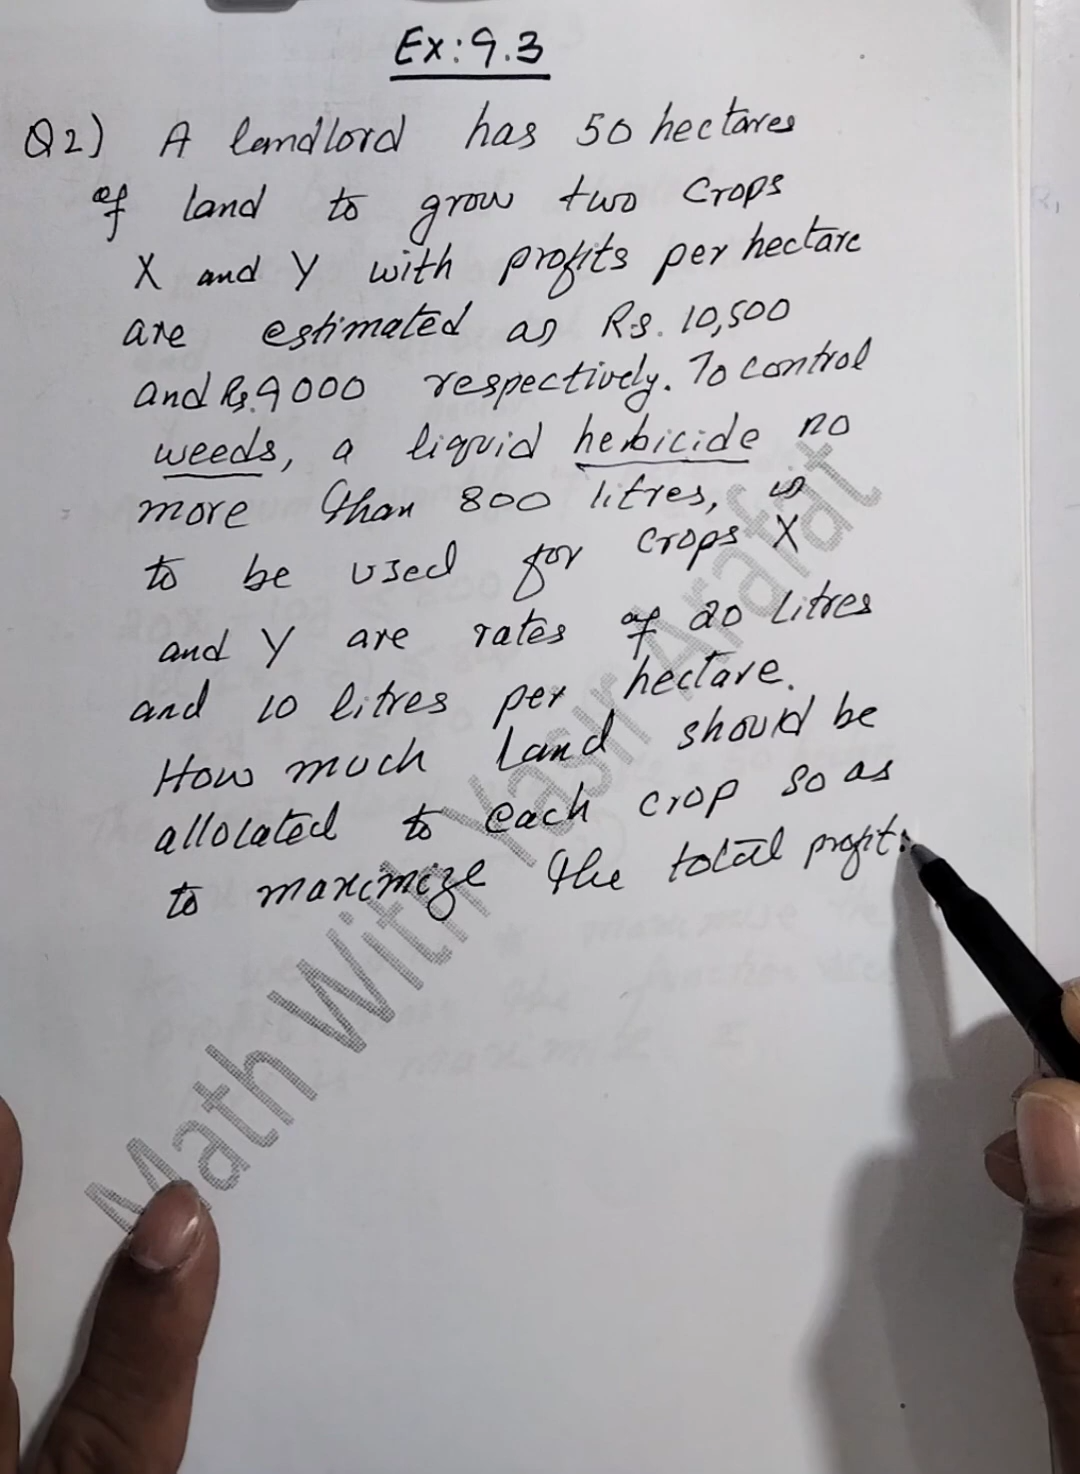 Ex: 9.3
Q2) A landlord has 50 hectares
of land to grow two crops
X and Y with profits per hectare
are estimated as Rs. 10,500
and Rs. 9000 respectively. To control
weeds, a liquid herbicide no
more than 800 litres, is
to be used for crops X
and Y are rates of 20 litres
and 10 litres per hectare.
How much land should be
allocated to each crop so as
to maximize the total profit.
Math With Yasir Arafat